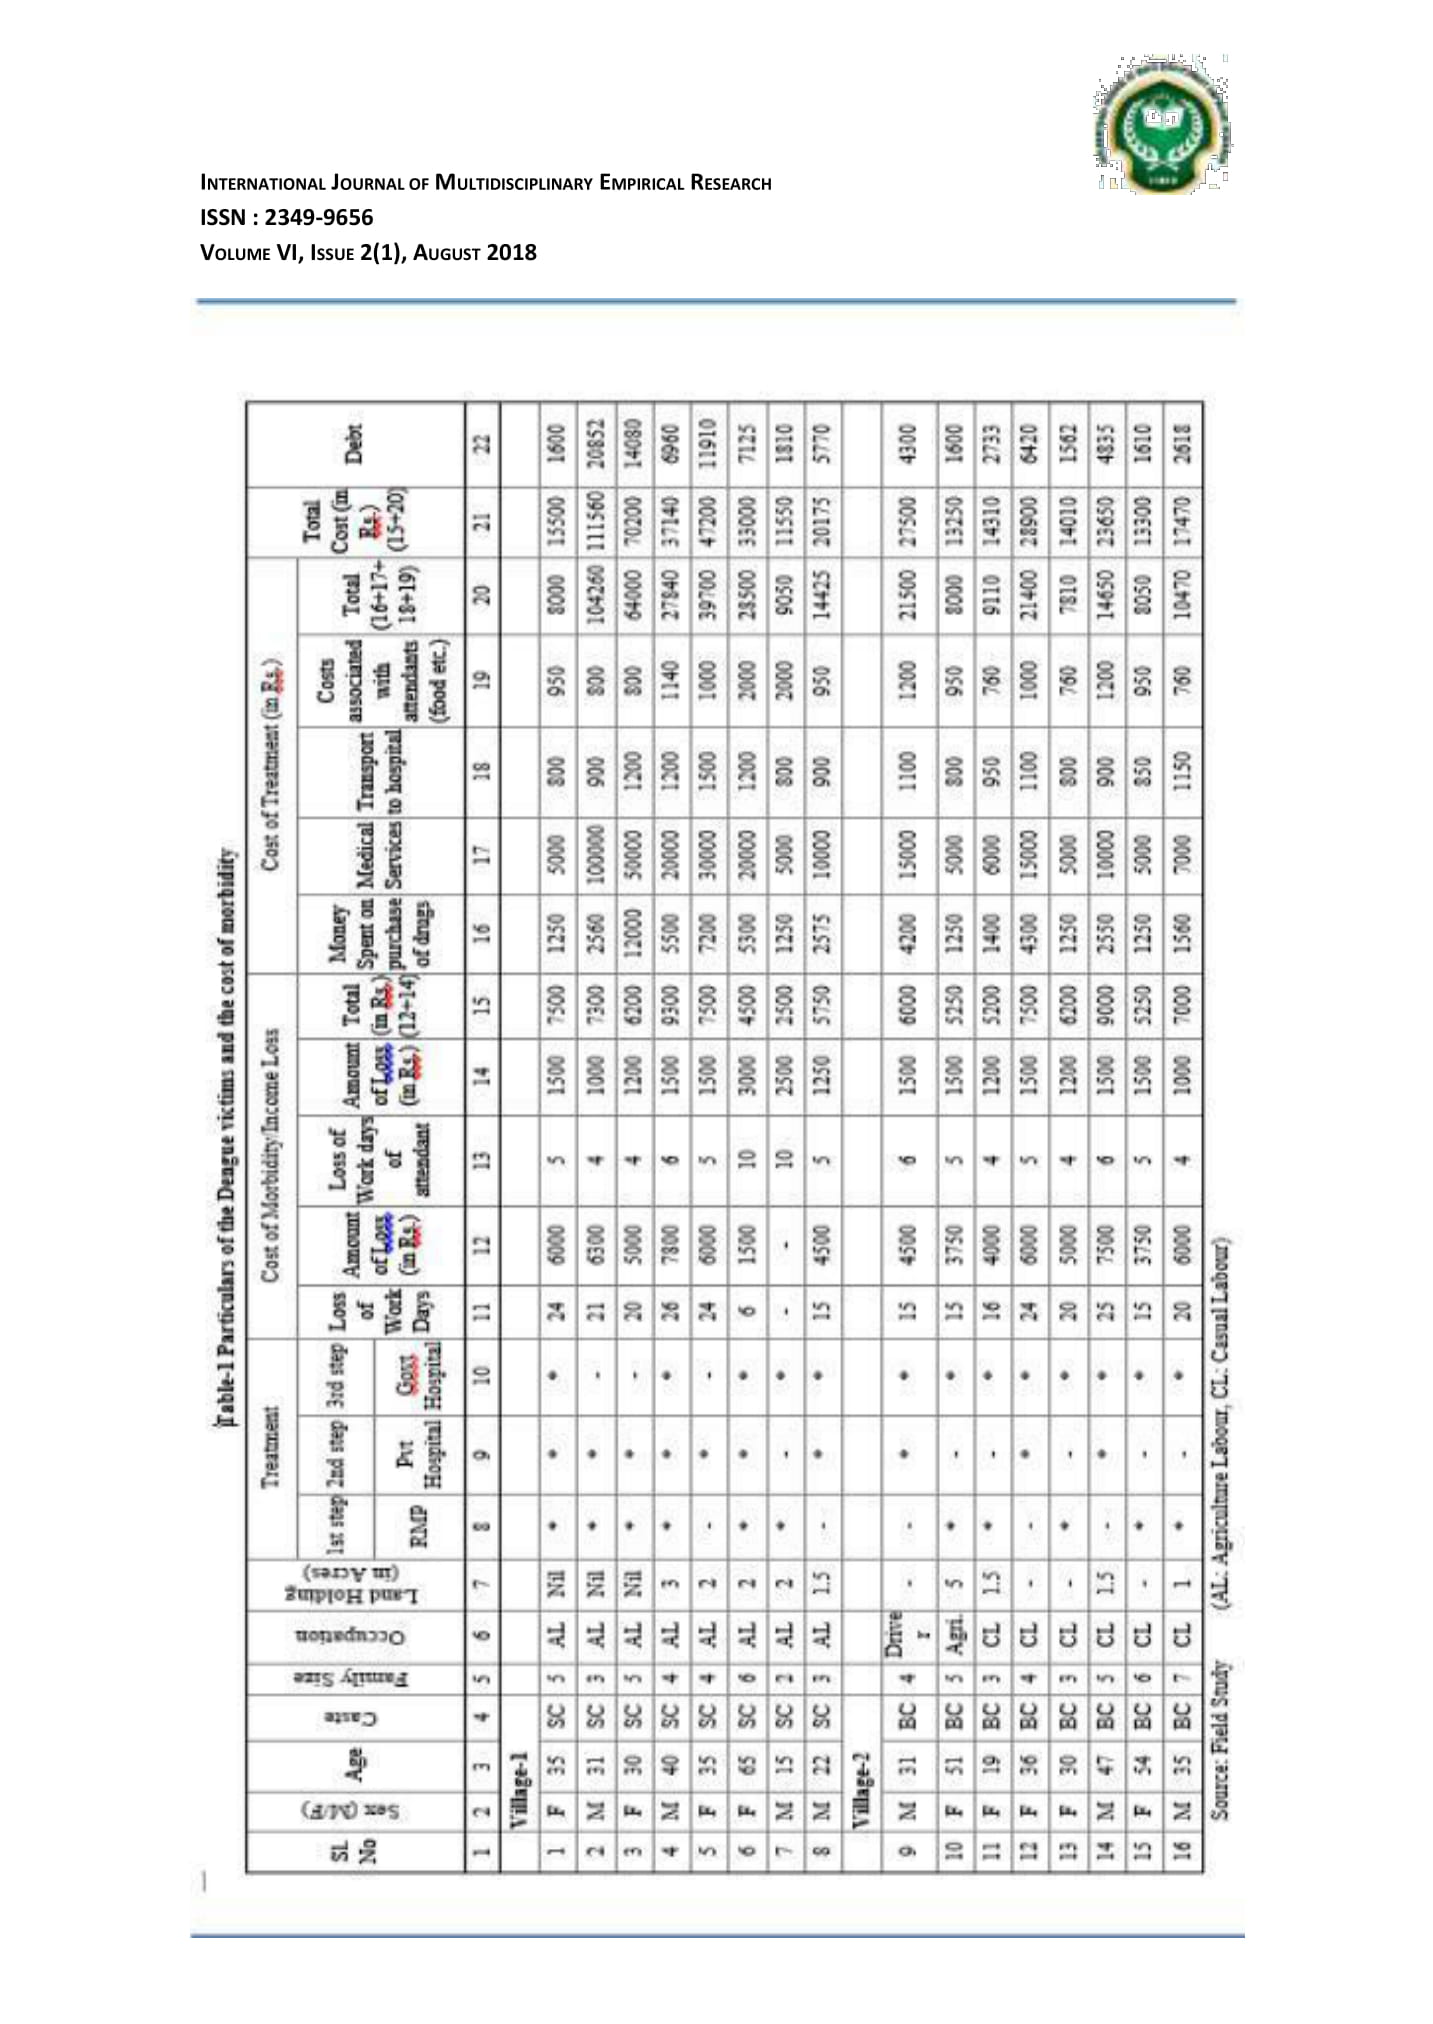 International Journal of Multidisciplinary Empirical Research
ISSN : 2349-9656
Volume VI, Issue 2(1), August 2018
Table-1 Particulars of the Dengue victims and the cost of morbidity
Sl. No | Sex (M/F) | Age | Caste | Family Size | Occupation | Land Holding (in Acres) | Treatment | Cost of Morbidity/Income Loss | Cost of Treatment (in Rs.) | Total Cost (in Rs.) (15+20) | Debt
1st step | 2nd step | 3rd step | Loss of Work Days | Amount of Loss (in Rs.) | Loss of Work days of attendant | Amount of Loss (in Rs.) | Total (in Rs.) (12+14) | Money Spent on purchase of drugs | Medical Services | Transport to hospital | Costs associated with attendants (food etc.) | Total (16+17+18+19)
RMP | Pvt Hospital | Govt Hospital
1 2 3 4 5 6 7 8 9 10 11 12 13 14 15 16 17 18 19 20 21 22
Village-1
1 F 35 SC 5 AL Nil * * * 24 6000 5 1500 7500 1250 5000 800 950 8000 15500 1600
2 M 31 SC 3 AL Nil * * - 21 6300 4 1000 7300 2560 100000 900 800 104260 111560 20852
3 F 30 SC 5 AL Nil * * - 20 5000 4 1200 6200 12000 50000 1200 800 64000 70200 14080
4 M 40 SC 4 AL 3 * * * 26 7800 6 1500 9300 5500 20000 1200 1140 27840 37140 6960
5 F 35 SC 4 AL 2 - * - 24 6000 5 1500 7500 7200 30000 1500 1000 39700 47200 11910
6 F 65 SC 6 AL 2 * * * 6 1500 10 3000 4500 5300 20000 1200 2000 28500 33000 7125
7 M 15 SC 2 AL 2 * - * - - 10 2500 2500 1250 5000 800 2000 9050 11550 1810
8 M 22 SC 3 AL 1.5 - * * 15 4500 5 1250 5750 2575 10000 900 950 14425 20175 5770
Village-2
9 M 31 BC 4 Driver - - * * 15 4500 6 1500 6000 4200 15000 1100 1200 21500 27500 4300
10 F 51 BC 5 Agri. 5 * - * 15 3750 5 1500 5250 1250 5000 800 950 8000 13250 1600
11 F 19 BC 3 CL 1.5 * - * 16 4000 4 1200 5200 1400 6000 950 760 9110 14310 2733
12 F 36 BC 4 CL - - * * 24 6000 5 1500 7500 4300 15000 1100 1000 21400 28900 6420
13 F 30 BC 3 CL - * - * 20 5000 4 1200 6200 1250 5000 800 760 7810 14010 1562
14 M 47 BC 5 CL 1.5 - * * 25 7500 6 1500 9000 2550 10000 900 1200 14650 23650 4835
15 F 54 BC 6 CL - * - * 15 3750 5 1500 5250 1250 5000 850 950 8050 13300 1610
16 M 35 BC 7 CL 1 * - * 20 6000 4 1000 7000 1560 7000 1150 760 10470 17470 2618
Source: Field Study (AL: Agriculture Labour, CL: Casual Labour)